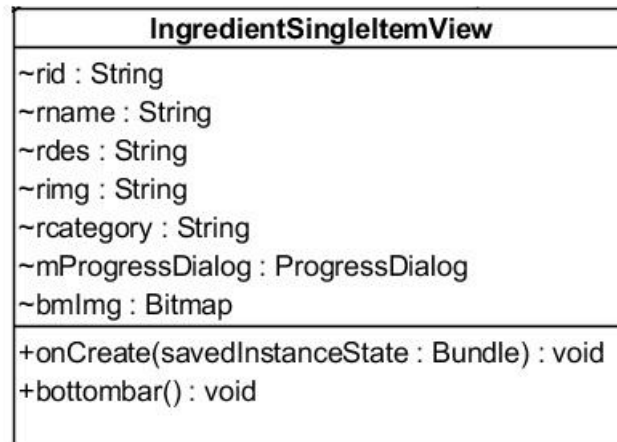 IngredientSingleItemView
~rid : String
~rname : String
~rdes : String
~rimg : String
~rcategory : String
~mProgressDialog : ProgressDialog
~bmImg : Bitmap
+onCreate(savedInstanceState : Bundle) : void
+bottombar() : void